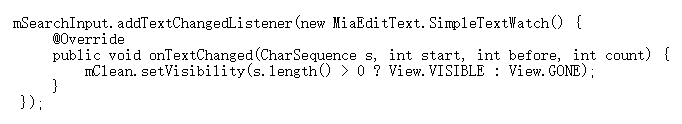 mSearchInput.addTextChangedListener(new MiaEditText.SimpleTextWatch() {
    @Override
    public void onTextChanged(CharSequence s, int start, int before, int count) {
        mClean.setVisibility(s.length() > 0 ? View.VISIBLE : View.GONE);
    }
});